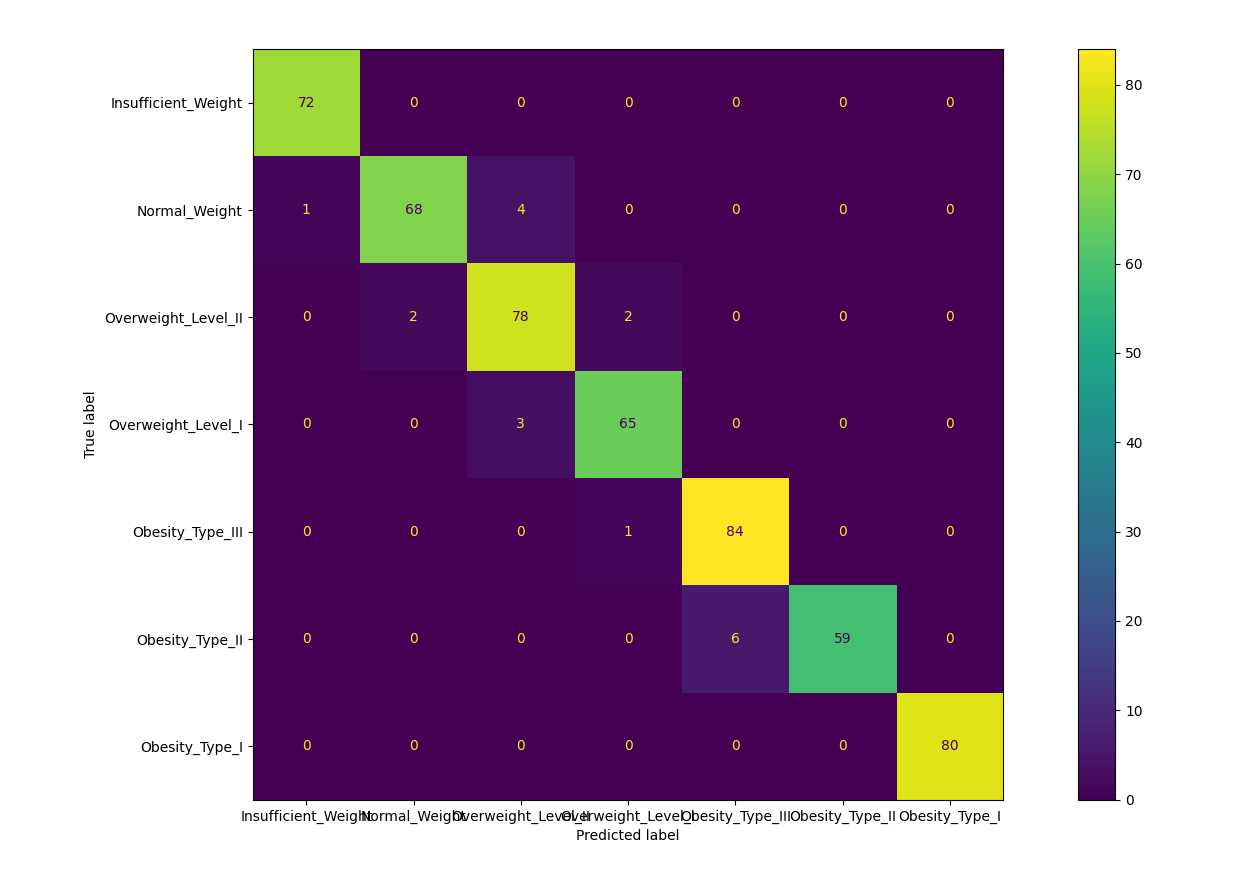 Insufficient_Weight 72 0 0 0 0 0 0
Normal_Weight 1 68 4 0 0 0 0
Overweight_Level_II 0 2 78 2 0 0 0
Overweight_Level_I 0 0 3 65 0 0 0
Obesity_Type_III 0 0 0 1 84 0 0
Obesity_Type_II 0 0 0 0 6 59 0
Obesity_Type_I 0 0 0 0 0 0 80
True label
Insufficient_Weight Normal_Weight Overweight_Level_II Overweight_Level_I Obesity_Type_III Obesity_Type_II Obesity_Type_I
Predicted label
80
70
60
50
40
30
20
10
0